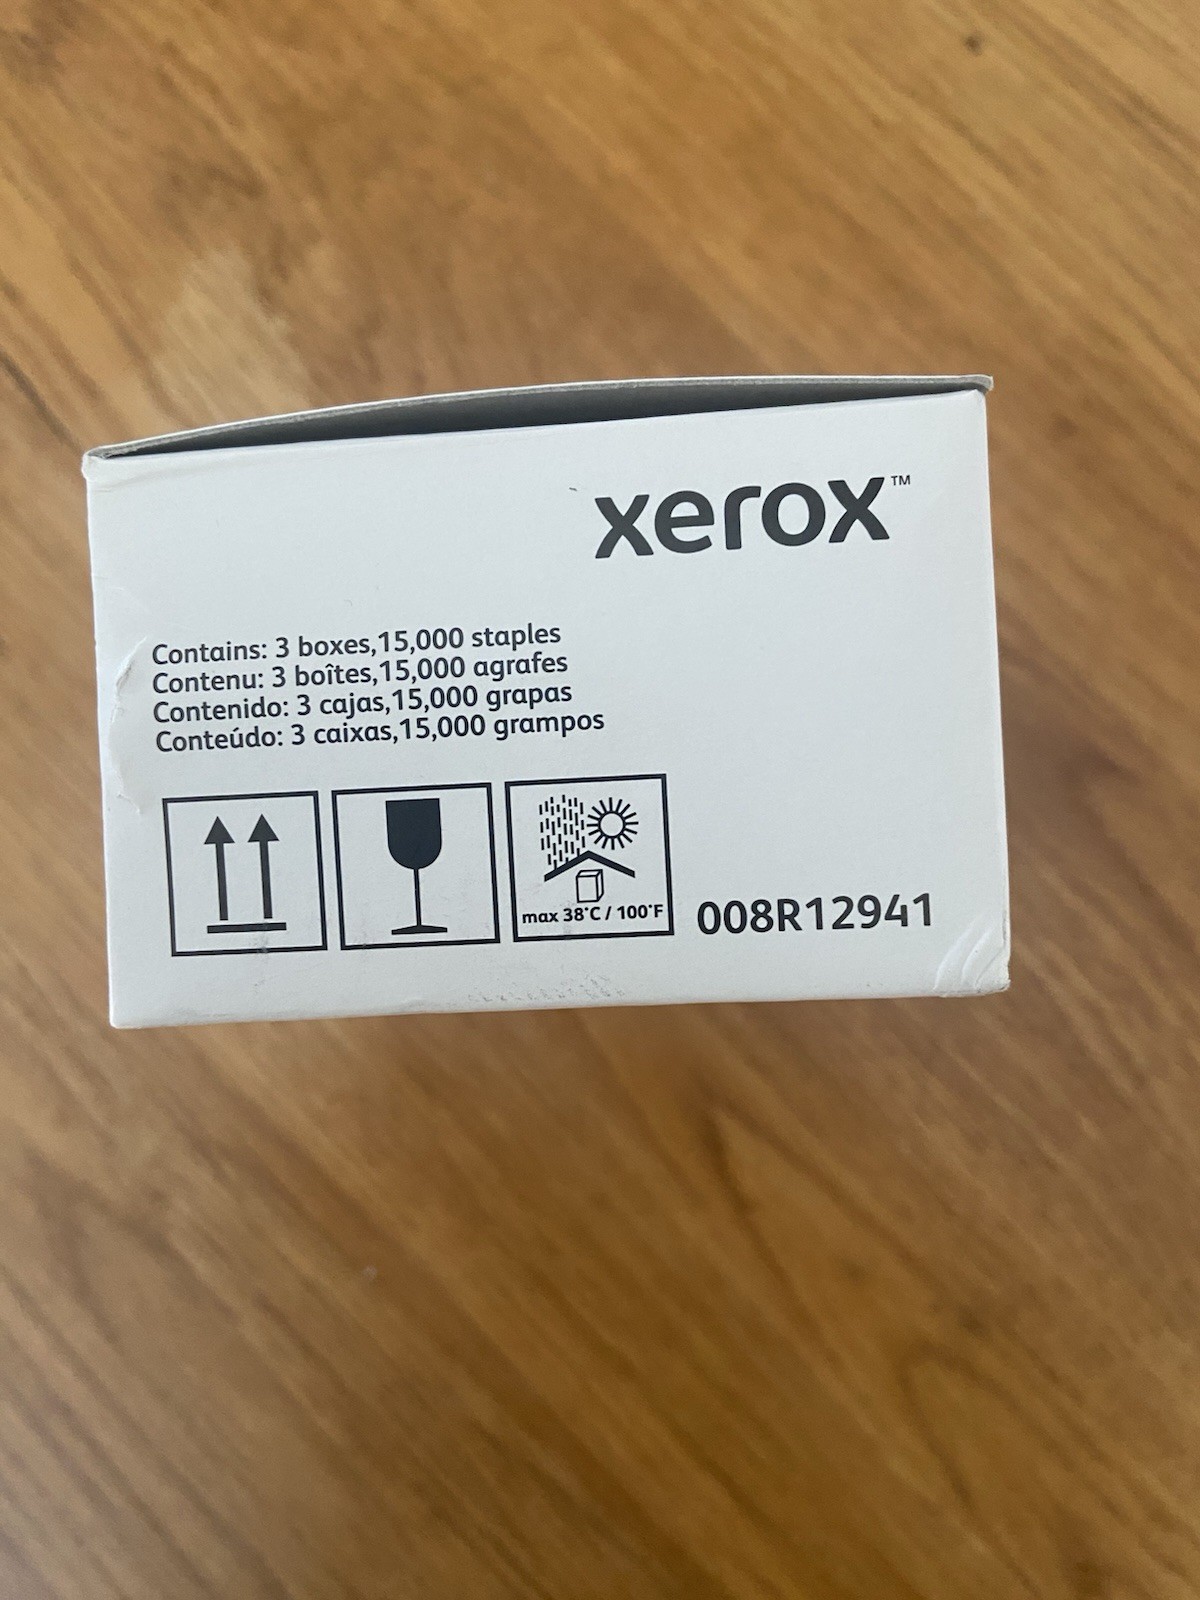 xerox™
Contains: 3 boxes,15,000 staples
Contenu: 3 boîtes,15,000 agrafes
Contenido: 3 cajas,15,000 grapas
Conteúdo: 3 caixas,15,000 grampos
max 38°C / 100°F
008R12941